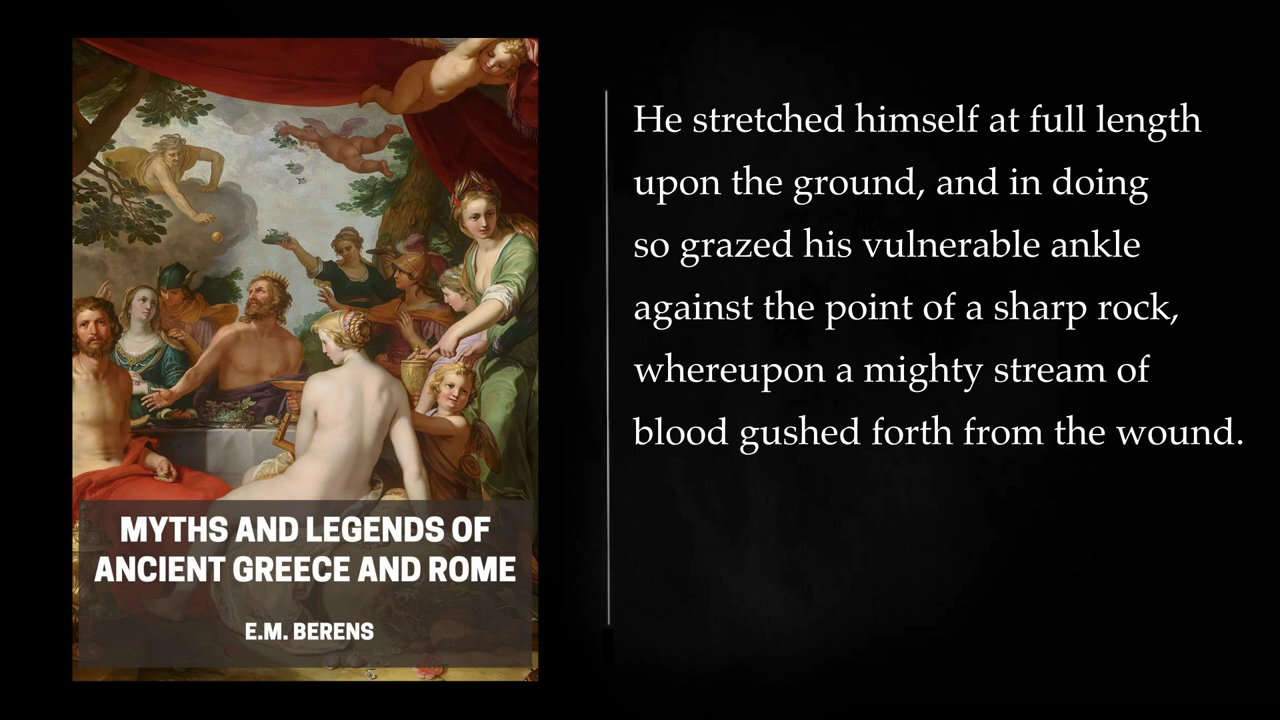 MYTHS AND LEGENDS OF
ANCIENT GREECE AND ROME
E.M. BERENS
He stretched himself at full length
upon the ground, and in doing
so grazed his vulnerable ankle
against the point of a sharp rock,
whereupon a mighty stream of
blood gushed forth from the wound.